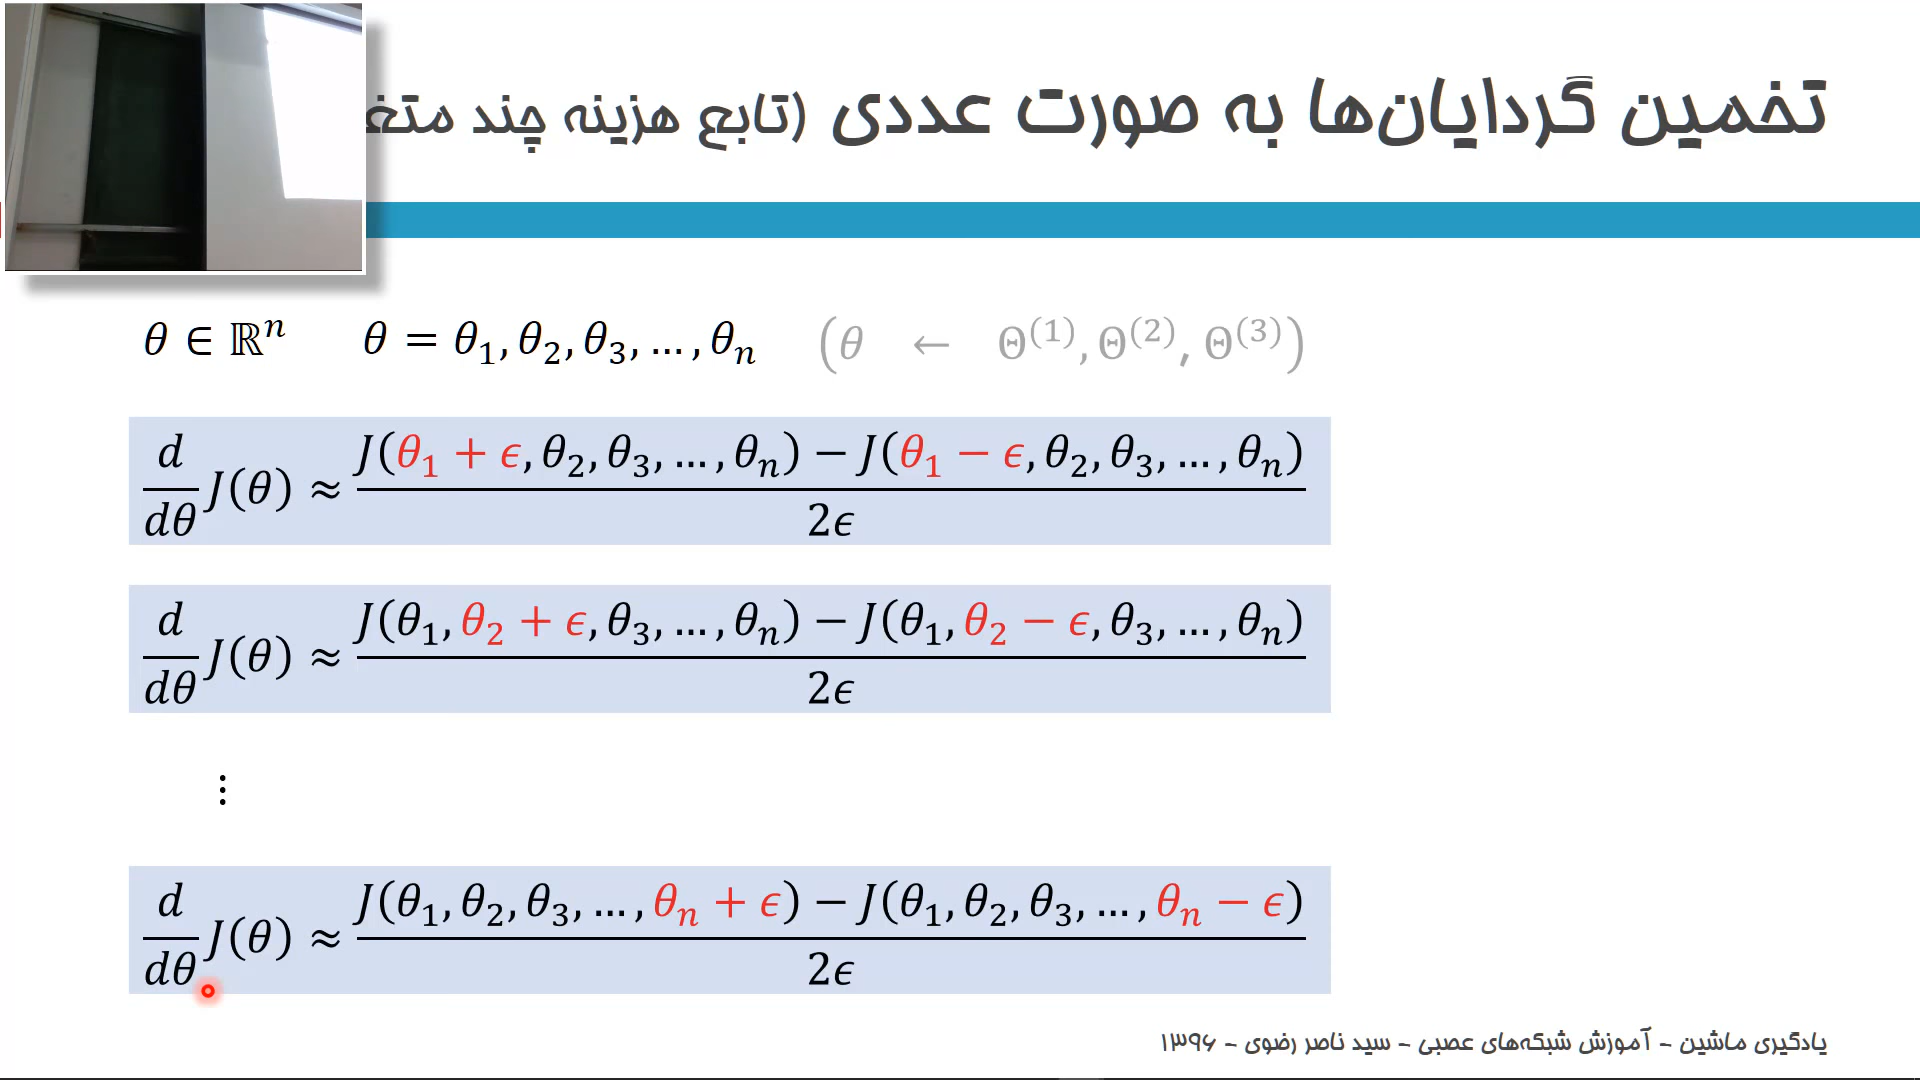 تخمین گردایان‌ها به صورت عددی (تابع هزینه چند
θ ∈ ℝⁿ θ = θ₁, θ₂, θ₃, … , θₙ (θ ← Θ⁽¹⁾, Θ⁽²⁾, Θ⁽³⁾)
d/dθ J(θ) ≈ (J(θ₁ + ϵ, θ₂, θ₃, … , θₙ) − J(θ₁ − ϵ, θ₂, θ₃, … , θₙ)) / 2ϵ
d/dθ J(θ) ≈ (J(θ₁, θ₂ + ϵ, θ₃, … , θₙ) − J(θ₁, θ₂ − ϵ, θ₃, … , θₙ)) / 2ϵ
⋮
d/dθ J(θ) ≈ (J(θ₁, θ₂, θ₃, … , θₙ + ϵ) − J(θ₁, θ₂, θ₃, … , θₙ − ϵ)) / 2ϵ
یادگیری ماشین - آموزش شبکه‌های عصبی - سید ناصر رضوی - ۱۳۹۶